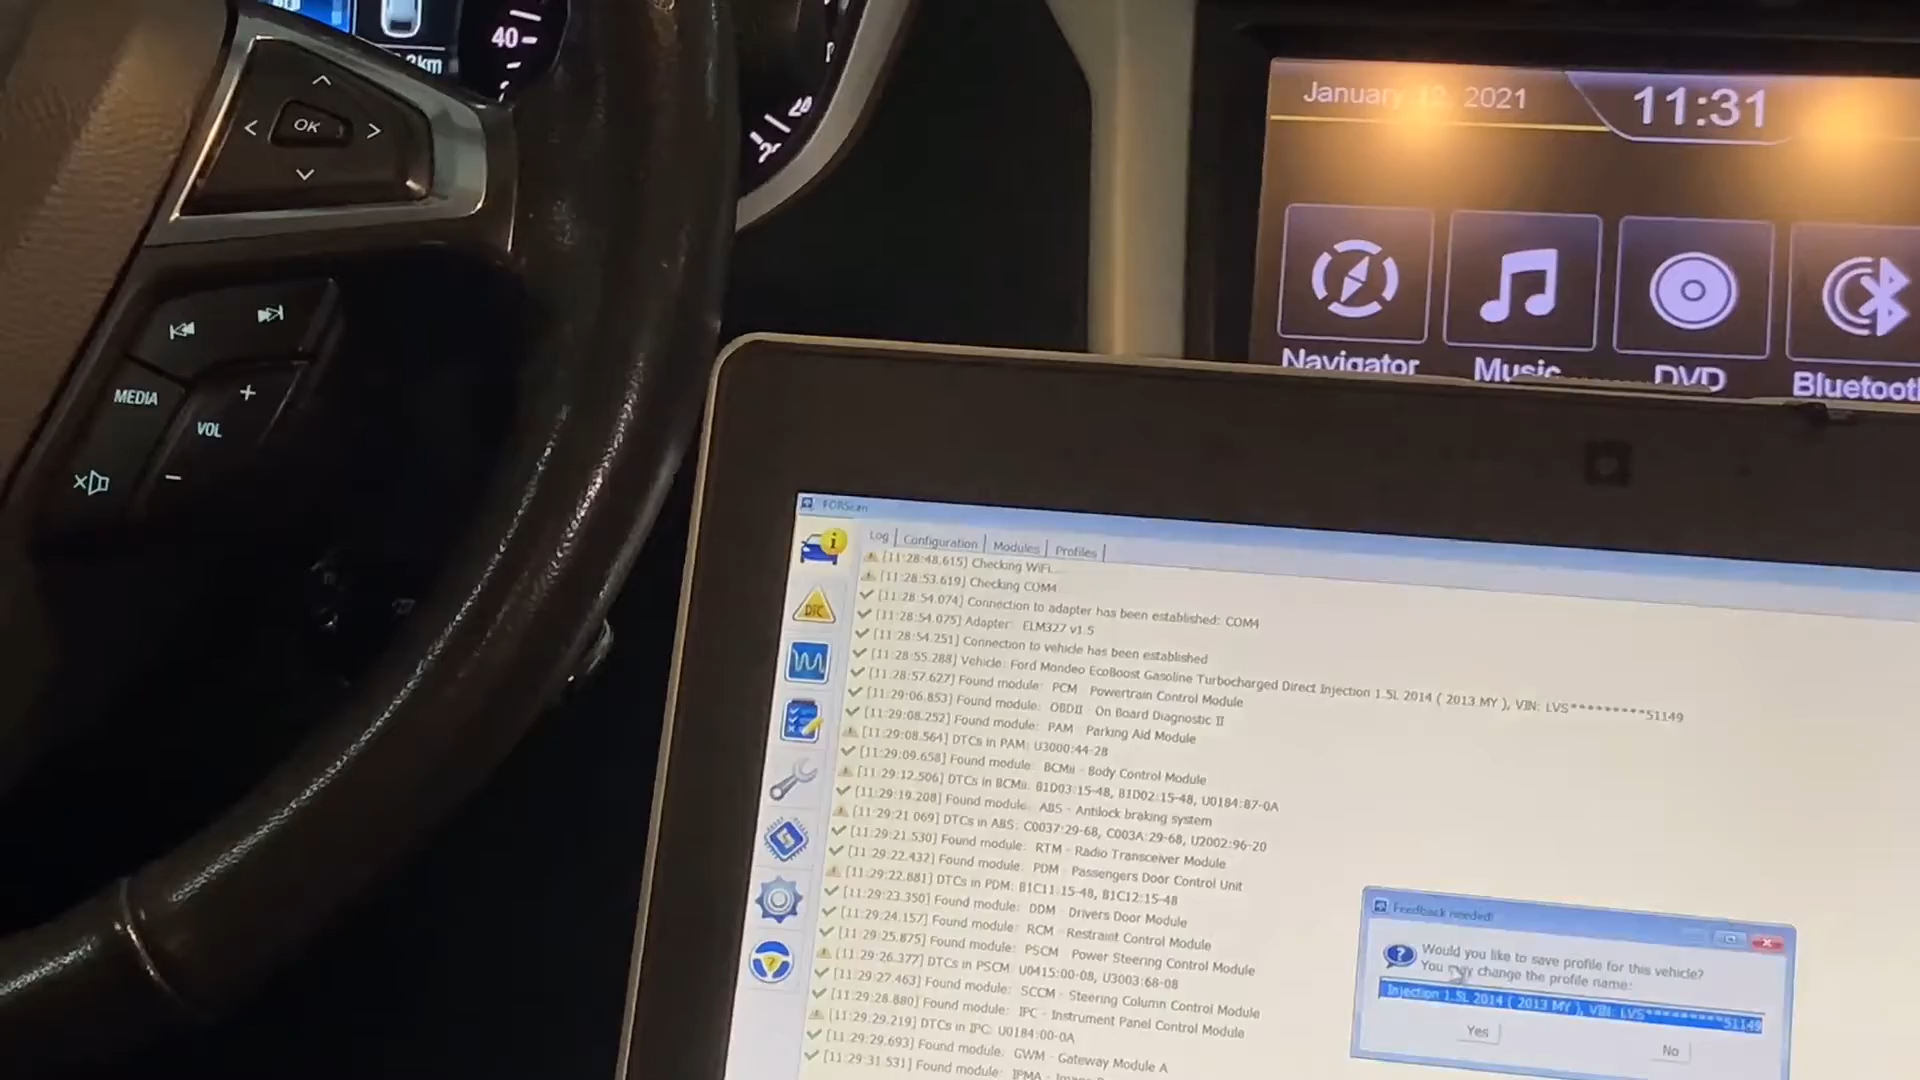 40
km
20
OK
MEDIA
+
VOL
-
January 12, 2021
11:31
Navigator
Music
DVD
Bluetooth
FORScan
Log
Configuration
Modules
Profiles
[11:28:48.615] Checking WiFi...
[11:28:53.619] Checking COM4
[11:28:54.074] Connection to adapter has been established: COM4
[11:28:54.075] Adapter: ELM327 v1.5
[11:28:54.251] Connection to vehicle has been established
[11:28:55.288] Vehicle: Ford Mondeo EcoBoost Gasoline Turbocharged Direct Injection 1.5L 2014 ( 2013 MY ), VIN: LVS*********51149
[11:28:57.627] Found module: PCM - Powertrain Control Module
[11:29:06.853] Found module: OBDII - On Board Diagnostic II
[11:29:08.252] Found module: PAM - Parking Aid Module
[11:29:08.564] DTCs in PAM: U3000:44-28
[11:29:09.658] Found module: BCMii - Body Control Module
[11:29:12.506] DTCs in BCMii: B1D03:15-48, B1D02:15-48, U0184:87-0A
[11:29:19.208] Found module: ABS - Antilock braking system
[11:29:21.069] DTCs in ABS: C0037:29-68, C003A:29-68, U2002:96-20
[11:29:21.530] Found module: RTM - Radio Transceiver Module
[11:29:22.432] Found module: PDM - Passengers Door Control Unit
[11:29:22.881] DTCs in PDM: B1C11:15-48, B1C12:15-48
[11:29:23.350] Found module: DDM - Drivers Door Module
[11:29:24.157] Found module: RCM - Restraint Control Module
[11:29:25.875] Found module: PSCM - Power Steering Control Module
[11:29:26.377] DTCs in PSCM: U0415:00-08, U3003:68-08
[11:29:27.463] Found module: SCCM - Steering Column Control Module
[11:29:28.880] Found module: IPC - Instrument Panel Control Module
[11:29:29.219] DTCs in IPC: U0184:00-0A
[11:29:29.693] Found module: GWM - Gateway Module A
[11:29:31.531] Found module: IPMA - Image
DTC
Feedback needed!
Would you like to save profile for this vehicle?
You may change the profile name:
Injection 1.5L 2014 ( 2013 MY ), VIN: LVS*********51149
Yes
No